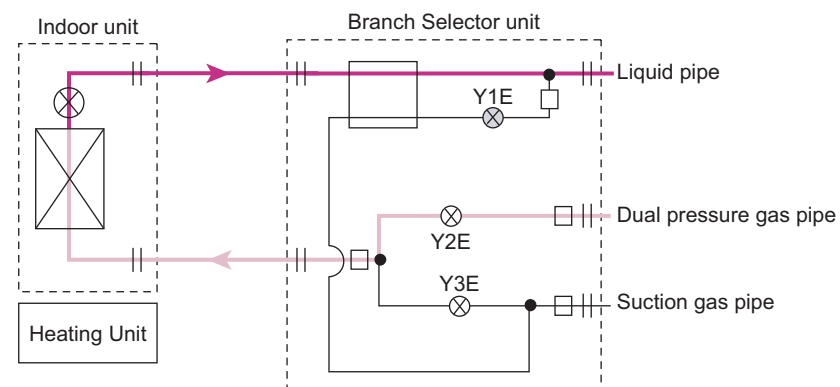 Indoor unit
Branch Selector unit
Liquid pipe
Y1E
Dual pressure gas pipe
Y2E
Y3E
Suction gas pipe
Heating Unit